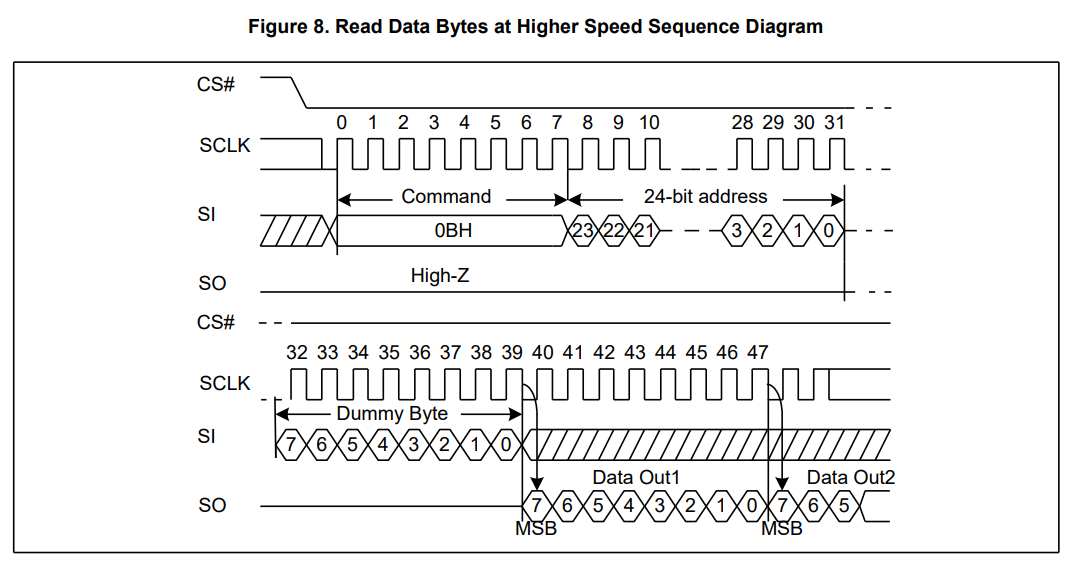 Figure 8. Read Data Bytes at Higher Speed Sequence Diagram
CS#
0 1 2 3 4 5 6 7 8 9 10 28 29 30 31
SCLK
Command 24-bit address
SI 0BH 23 22 21 3 2 1 0
High-Z
SO
CS#
32 33 34 35 36 37 38 39 40 41 42 43 44 45 46 47
SCLK
Dummy Byte
SI 7 6 5 4 3 2 1 0
Data Out1 Data Out2
SO 7 6 5 4 3 2 1 0 7 6 5
MSB MSB